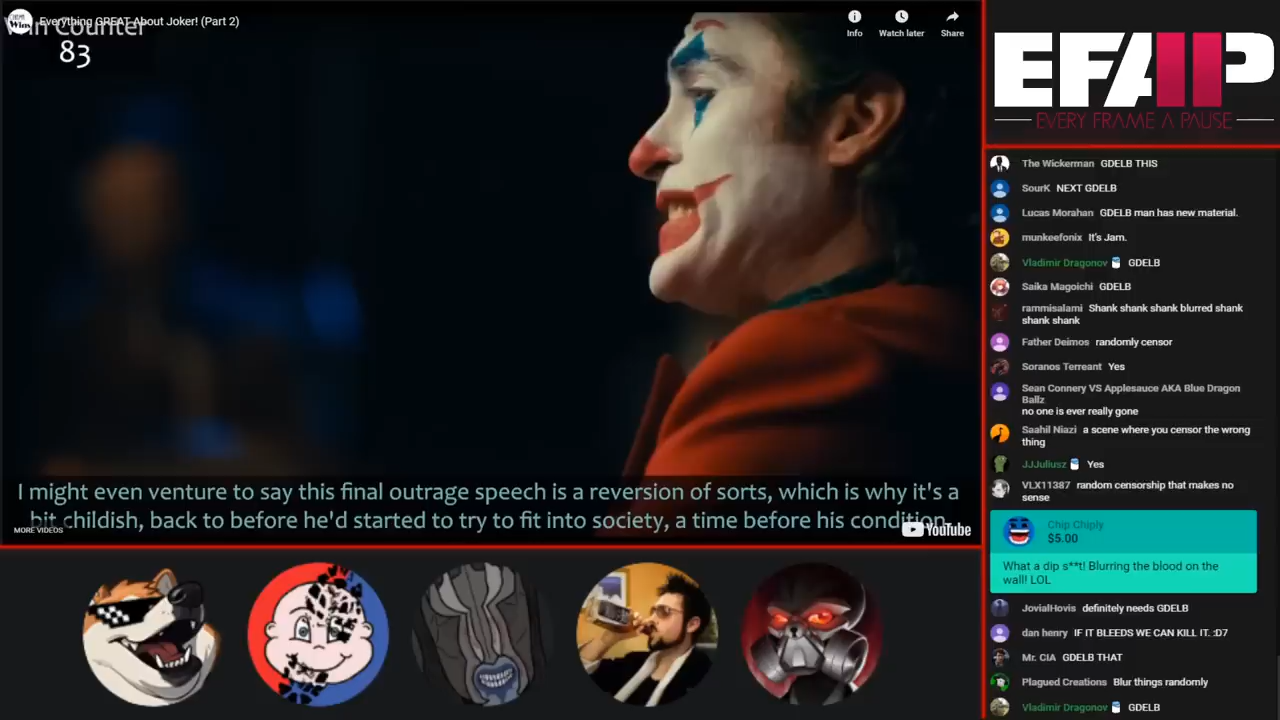 Everything GREAT About Joker! (Part 2)
Win Counter
83
Info
Watch later
Share
I might even venture to say this final outrage speech is a reversion of sorts, which is why it's a
bit childish, back to before he'd started to try to fit into society, a time before his condition
MORE VIDEOS
YouTube
EFAP
EVERY FRAME A PAUSE
The Wickerman GDELB THIS
SourK NEXT GDELB
Lucas Morahan GDELB man has new material.
munkeefonix It's Jam.
Vladimir Dragonov GDELB
Saika Magoichi GDELB
rammisalami Shank shank shank blurred shank
shank shank
Father Deimos randomly censor
Soranos Terreant Yes
Sean Connery VS Applesauce AKA Blue Dragon
Ballz
no one is ever really gone
Saahil Niazi a scene where you censor the wrong
thing
JJJuliusz Yes
VLX11387 random censorship that makes no
sense
Chip Chiply
$5.00
What a dip s**t! Blurring the blood on the
wall! LOL
JovialHovis definitely needs GDELB
dan henry IF IT BLEEDS WE CAN KILL IT. :D7
Mr. CIA GDELB THAT
Plagued Creations Blur things randomly
Vladimir Dragonov GDELB